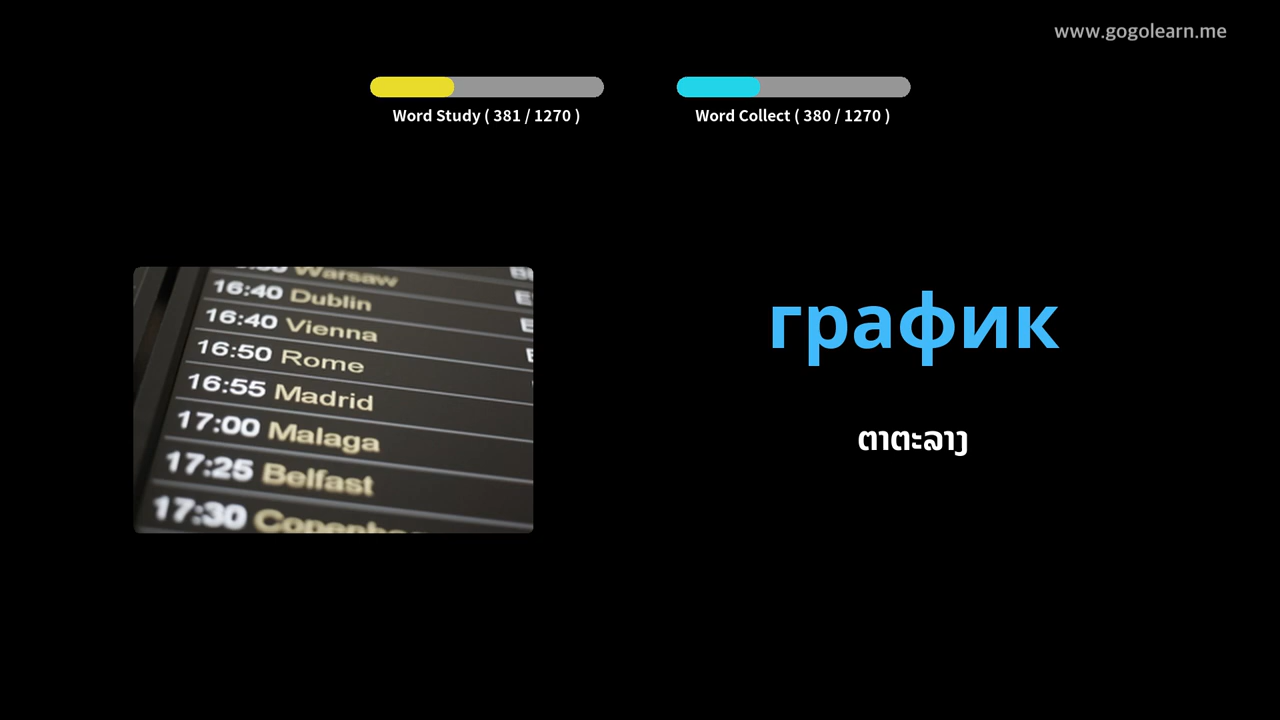 www.gogolearn.me
Word Study ( 381 / 1270 )
Word Collect ( 380 / 1270 )
Warsaw
16:40 Dublin
16:40 Vienna
16:50 Rome
16:55 Madrid
17:00 Malaga
17:25 Belfast
17:30
график
ຕາຕະລາງ